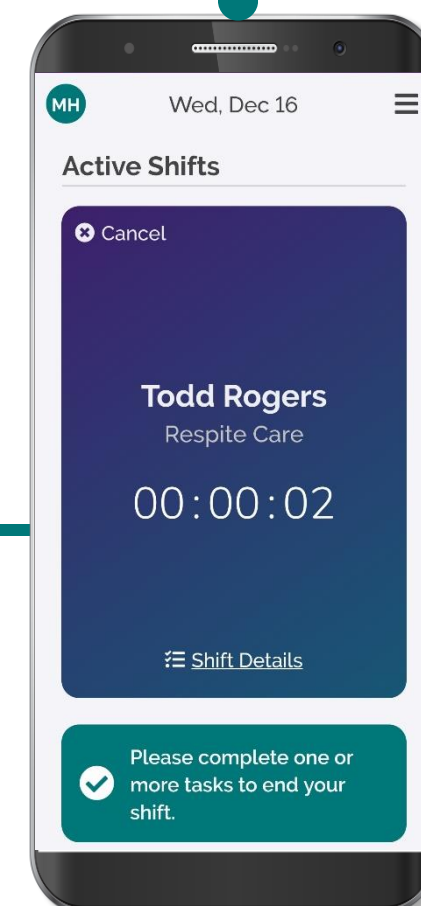 MH
Wed, Dec 16
Active Shifts
Cancel
Todd Rogers
Respite Care
00:00:02
Shift Details
Please complete one or
more tasks to end your
shift.